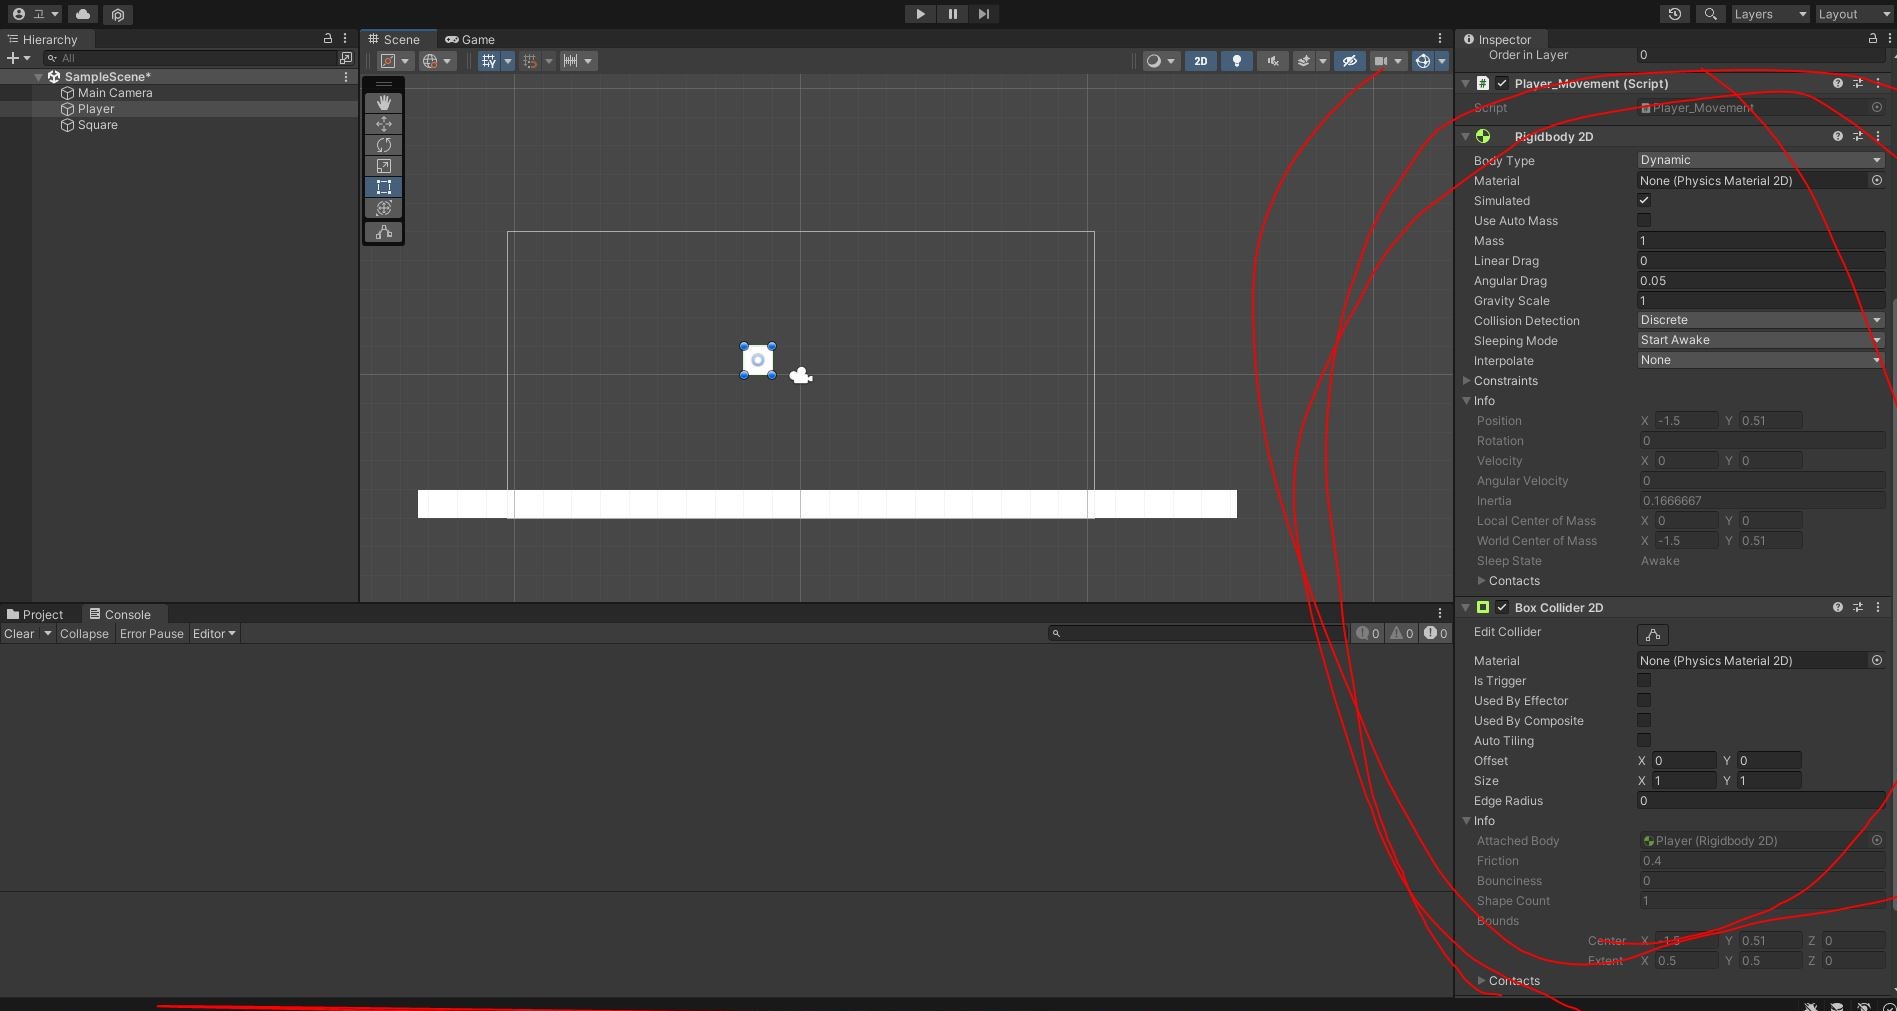 고
Layers
Layout
Hierarchy
Scene
Game
Inspector
All
2D
Order in Layer 0
SampleScene*
Main Camera
Player
Square
# Player_Movement (Script)
Script Player_Movement
Rigidbody 2D
Body Type Dynamic
Material None (Physics Material 2D)
Simulated
Use Auto Mass
Mass 1
Linear Drag 0
Angular Drag 0.05
Gravity Scale 1
Collision Detection Discrete
Sleeping Mode Start Awake
Interpolate None
Constraints
Info
Position X -1.5 Y 0.51
Rotation 0
Velocity X 0 Y 0
Angular Velocity 0
Inertia 0.1666667
Local Center of Mass X 0 Y 0
World Center of Mass X -1.5 Y 0.51
Sleep State Awake
Contacts
Box Collider 2D
Edit Collider
Material None (Physics Material 2D)
Is Trigger
Used By Effector
Used By Composite
Auto Tiling
Offset X 0 Y 0
Size X 1 Y 1
Edge Radius 0
Info
Attached Body Player (Rigidbody 2D)
Friction 0.4
Bounciness 0
Shape Count 1
Bounds
Center X -1.5 Y 0.51 Z 0
Extent X 0.5 Y 0.5 Z 0
Contacts
Project
Console
Clear Collapse Error Pause Editor
0 0 0